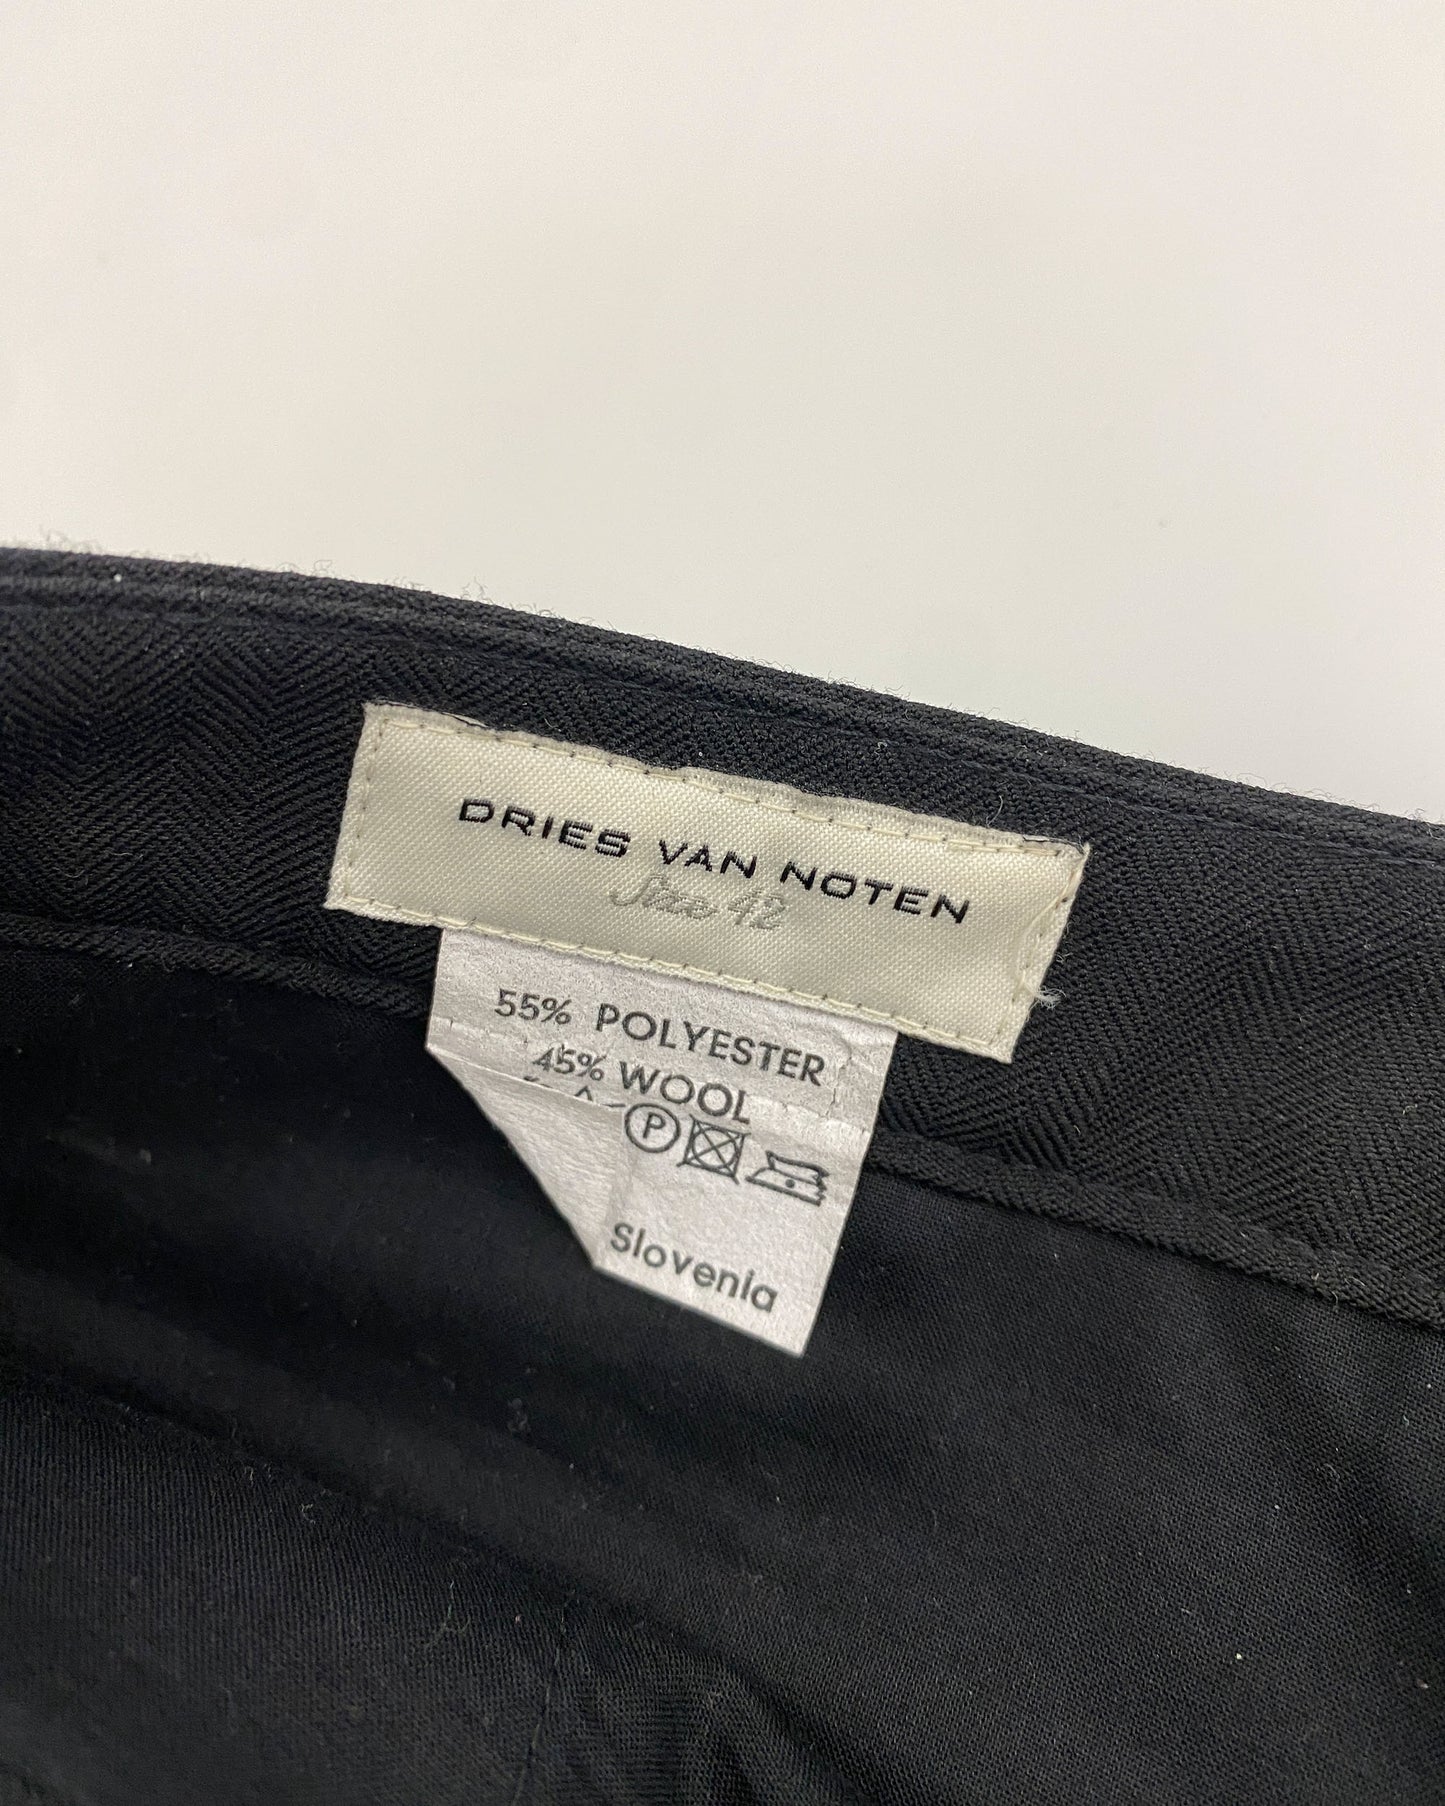 DRIES VAN NOTEN
Size 42
55% POLYESTER
45% WOOL
P
Slovenia